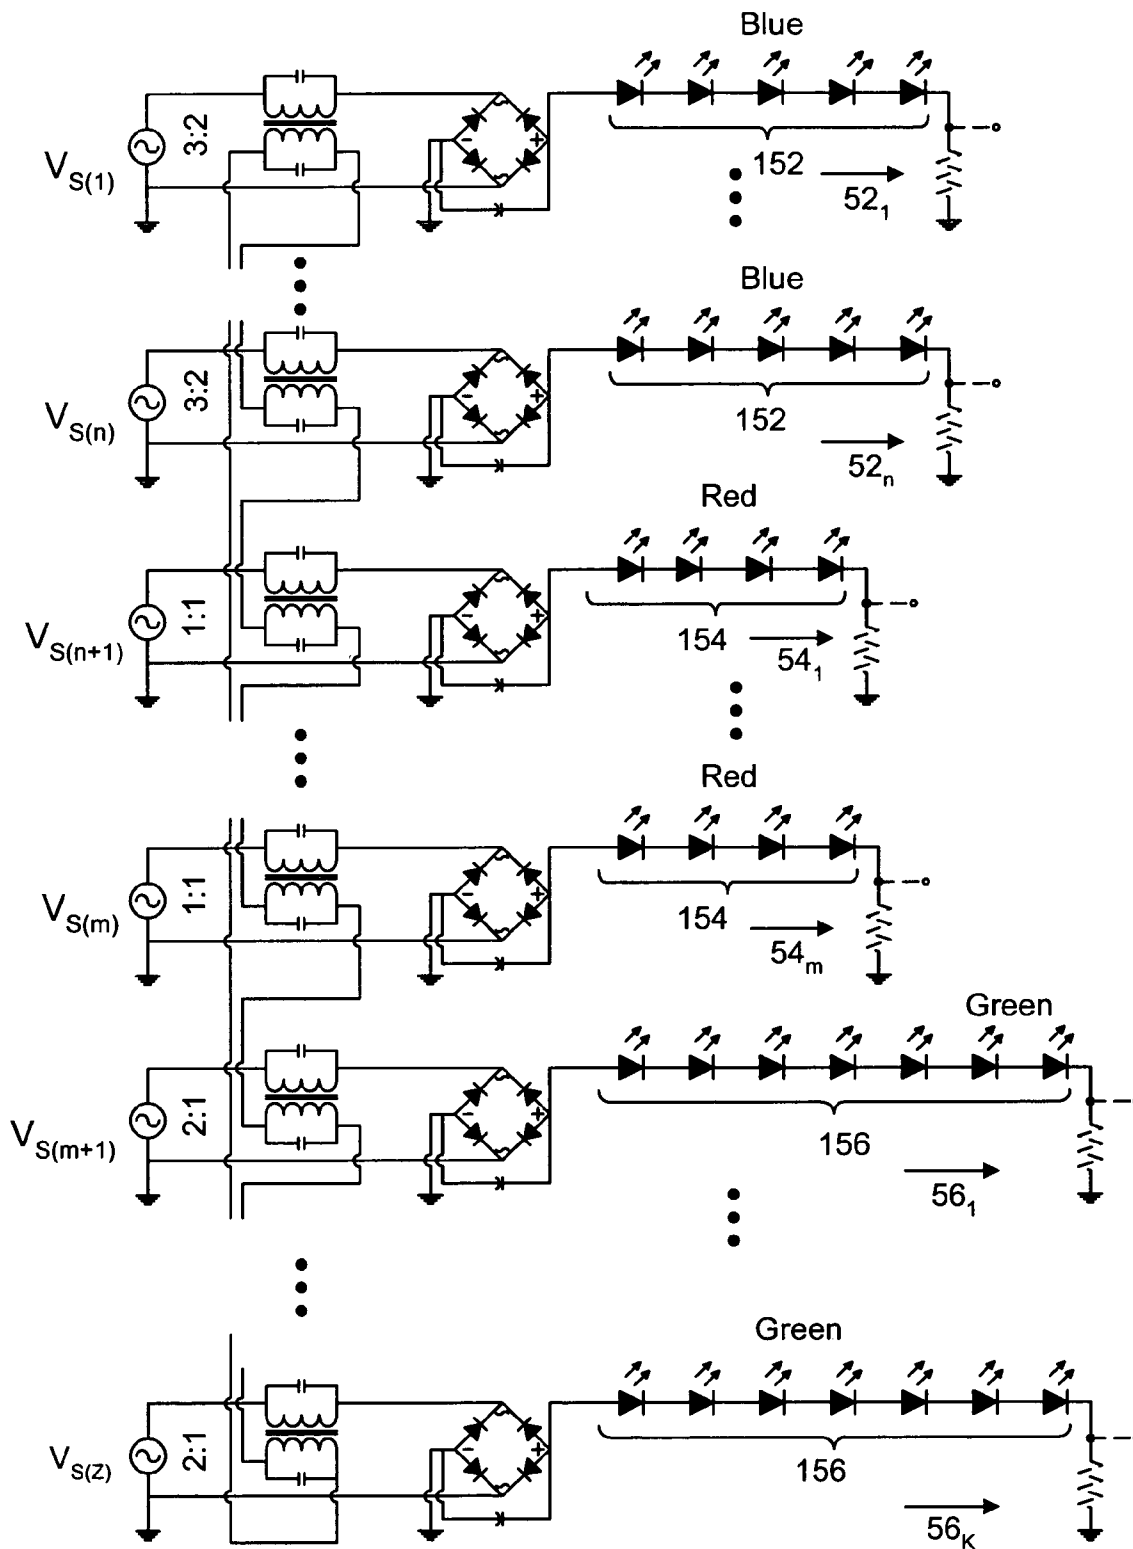 Blue
V_S(1)
3:2
- +
152
52_1
Blue
V_S(n)
3:2
- +
152
52_n
Red
V_S(n+1)
1:1
- +
154
54_1
Red
V_S(m)
1:1
- +
154
54_m
Green
V_S(m+1)
2:1
- +
156
56_1
Green
V_S(Z)
2:1
- +
156
56_K